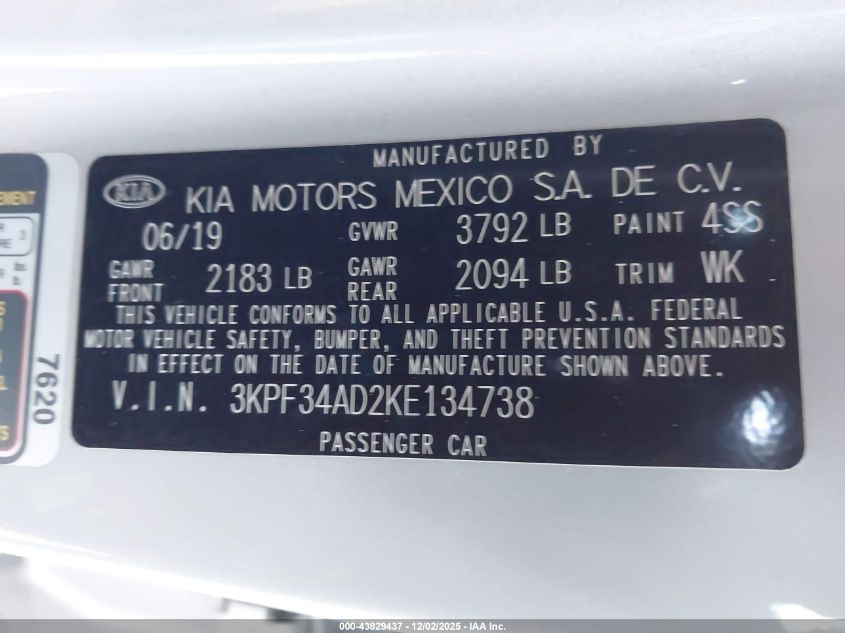 MANUFACTURED BY
KIA KIA MOTORS MEXICO S.A. DE C.V.
06/19 GVWR 3792 LB PAINT 4SS
GAWR FRONT 2183 LB GAWR REAR 2094 LB TRIM WK
THIS VEHICLE CONFORMS TO ALL APPLICABLE U.S.A. FEDERAL
MOTOR VEHICLE SAFETY, BUMPER, AND THEFT PREVENTION STANDARDS
IN EFFECT ON THE DATE OF MANUFACTURE SHOWN ABOVE.
V.I.N. 3KPF34AD2KE134738
PASSENGER CAR
7620
000-43829437 - 12/02/2025 - IAA Inc.